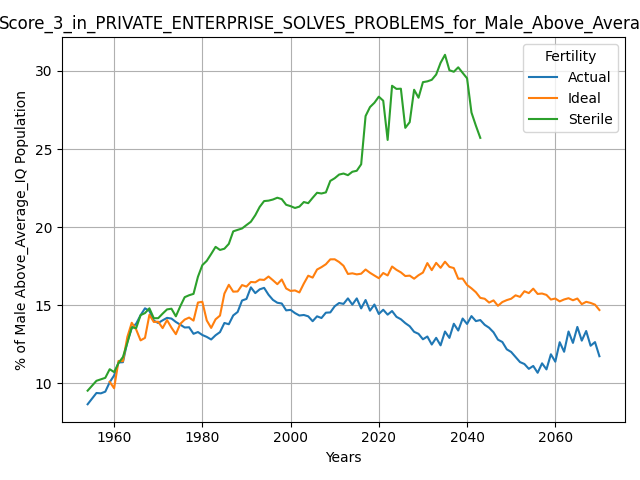 Score_3_in_PRIVATE_ENTERPRISE_SOLVES_PROBLEMS_for_Male_Above_Avera
% of Male Above_Average_IQ Population
30
25
20
15
10
1960
1980
2000
2020
2040
2060
Years
Fertility
Actual
Ideal
Sterile